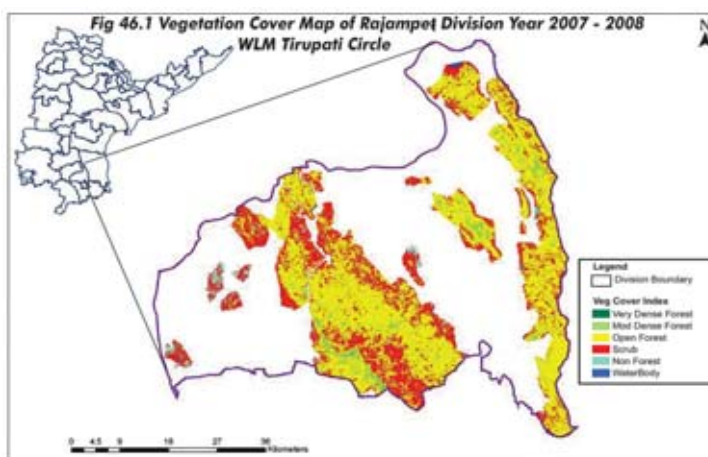 Fig 46.1 Vegetation Cover Map of Rajampet Division Year 2007 - 2008
WLM Tirupati Circle
N
Legend
Division Boundary
Veg Cover Index
Very Dense Forest
Mod Dense Forest
Open Forest
Scrub
Non Forest
WaterBody
0 4.5 9 18 27 36
Kilometers